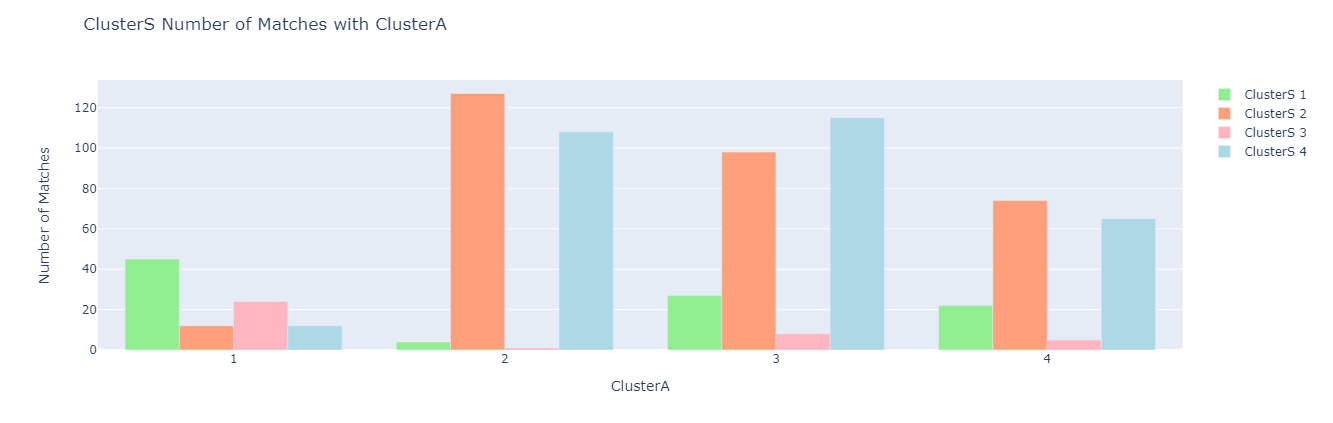 ClusterS Number of Matches with ClusterA
ClusterS 1
ClusterS 2
ClusterS 3
ClusterS 4
Number of Matches
120
100
80
60
40
20
0
1 2 3 4
ClusterA